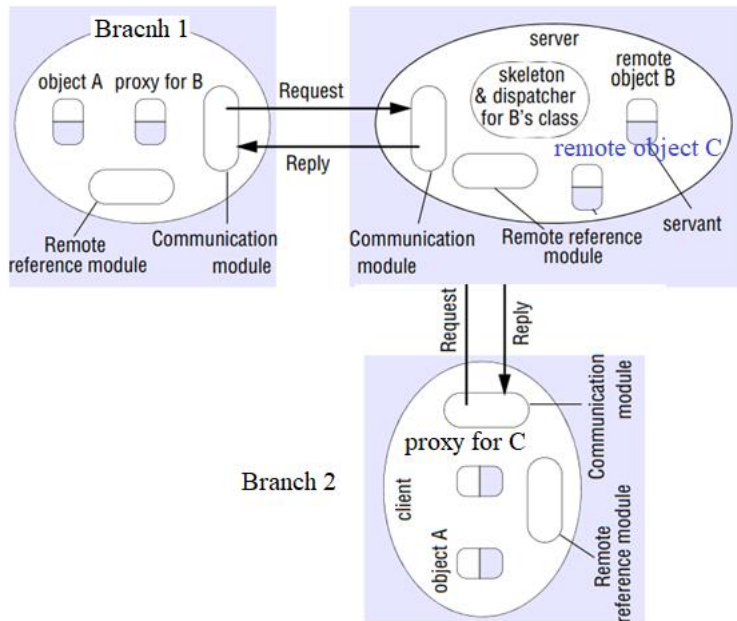 Bracnh 1
object A proxy for B
Request
Reply
Remote
reference module
Communication
module
server
skeleton
& dispatcher
for B's class
remote
object B
remote object C
servant
Communication
module
Remote reference
module
Request
Reply
Communication
module
proxy for C
Branch 2
client
object A
Remote
reference module